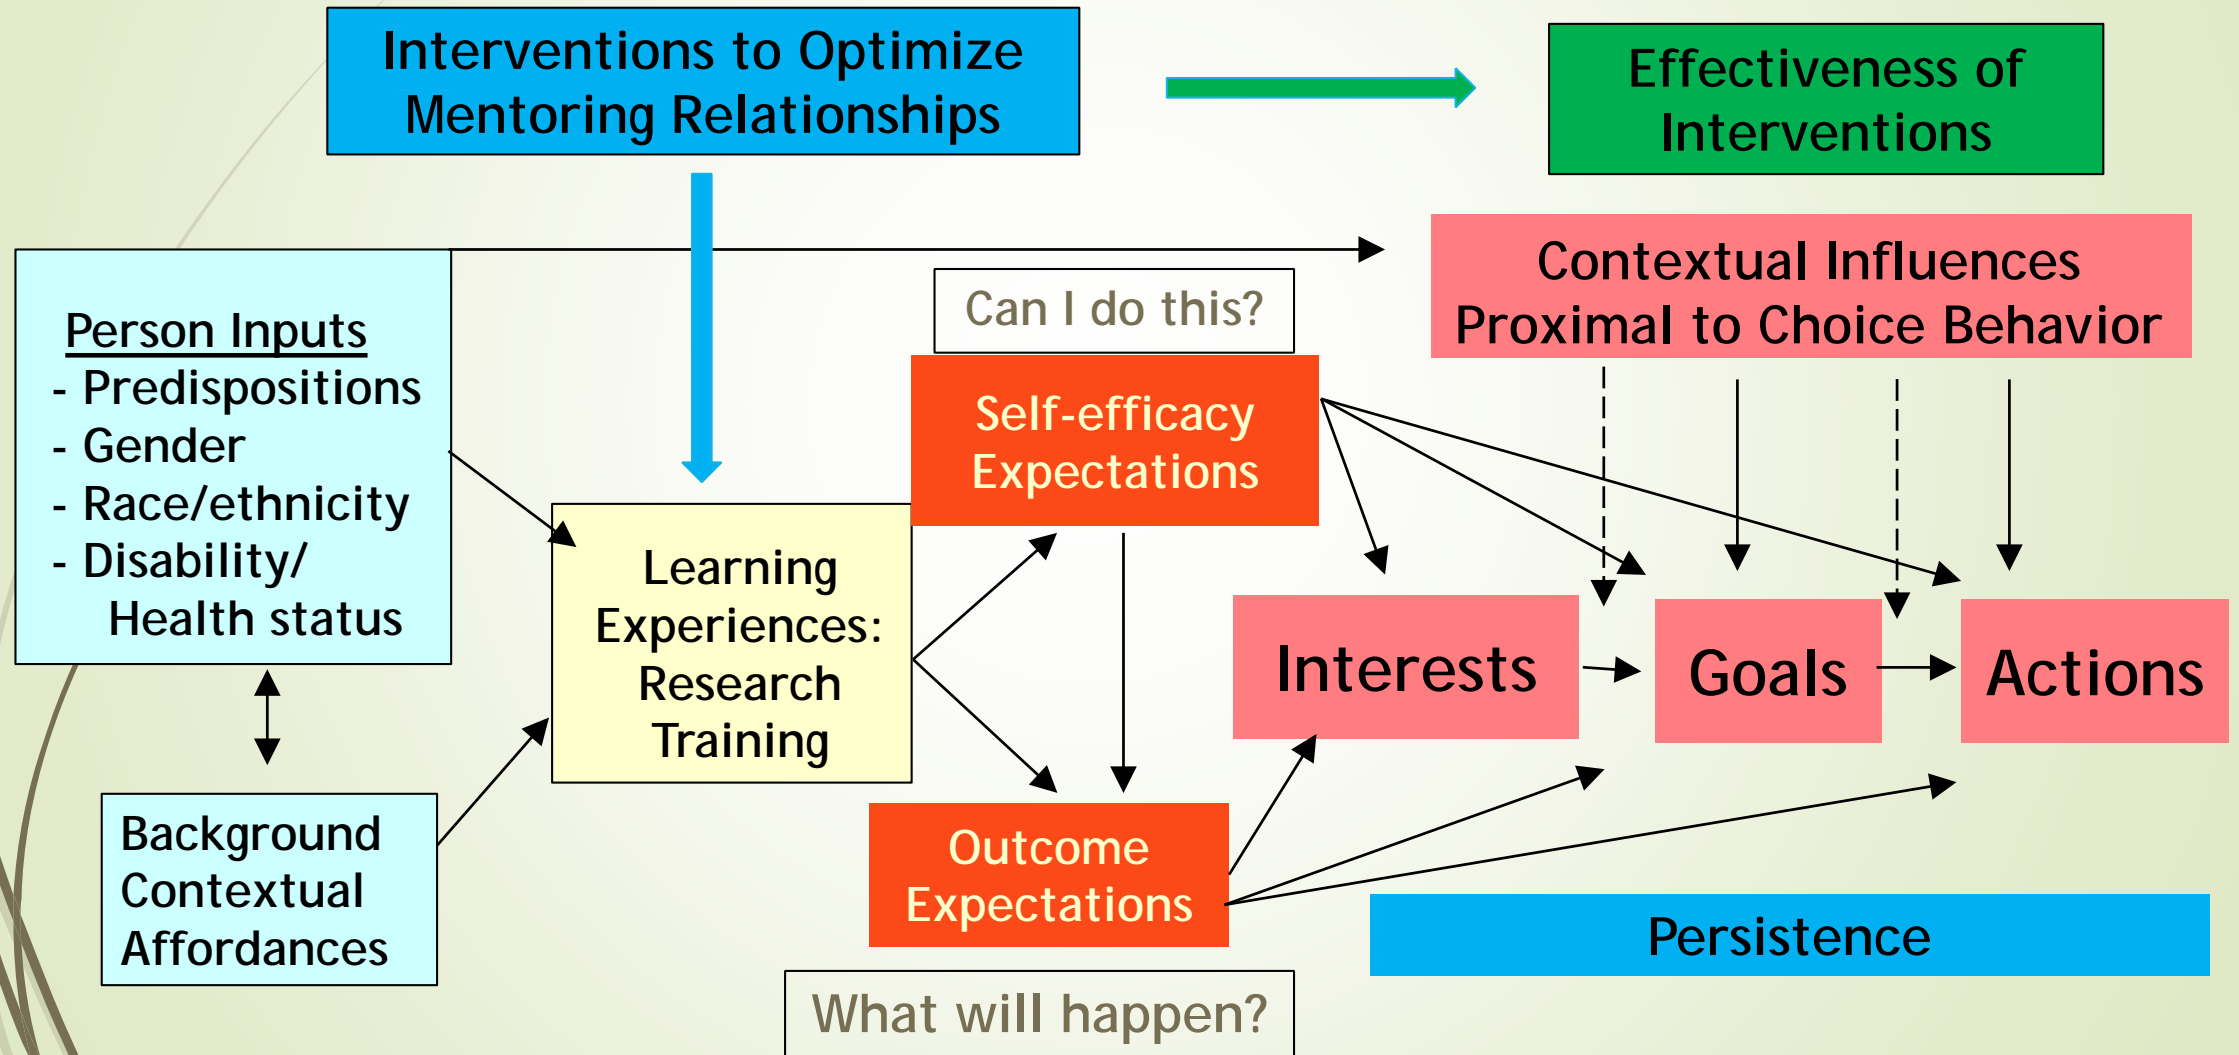 Interventions to Optimize
Mentoring Relationships
Effectiveness of
Interventions
Person Inputs
- Predispositions
- Gender
- Race/ethnicity
- Disability/
Health status
Background
Contextual
Affordances
Learning
Experiences:
Research
Training
Can I do this?
Self-efficacy
Expectations
Outcome
Expectations
What will happen?
Contextual Influences
Proximal to Choice Behavior
Interests
Goals
Actions
Persistence